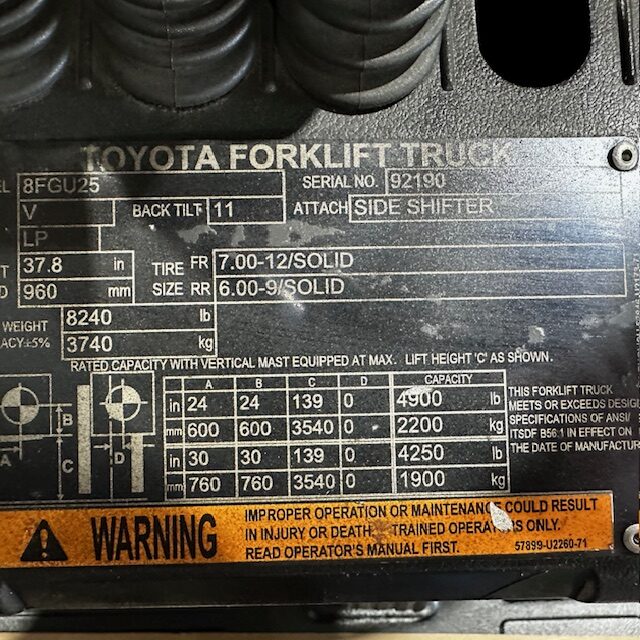 TOYOTA FORKLIFT TRUCK
EL 8FGU25 SERIAL NO. 92190
V BACK TILT 11 ATTACH SIDE SHIFTER
LP
T 37.8 in TIRE FR 7.00-12/SOLID
D 960 mm SIZE RR 6.00-9/SOLID
WEIGHT 8240 lb
ACY±5% 3740 kg
RATED CAPACITY WITH VERTICAL MAST EQUIPPED AT MAX. LIFT HEIGHT 'C' AS SHOWN.
A B C D CAPACITY
in 24 24 139 0 4900 lb
mm 600 600 3540 0 2200 kg
in 30 30 139 0 4250 lb
mm 760 760 3540 0 1900 kg
B
A
C
D
THIS FORKLIFT TRUCK
MEETS OR EXCEEDS DESIGN
SPECIFICATIONS OF ANSI/
ITSDF B56.1 IN EFFECT ON
THE DATE OF MANUFACTUR
WARNING
IMPROPER OPERATION OR MAINTENANCE COULD RESULT
IN INJURY OR DEATH. TRAINED OPERATORS ONLY.
READ OPERATOR'S MANUAL FIRST. 57899-U2260-71